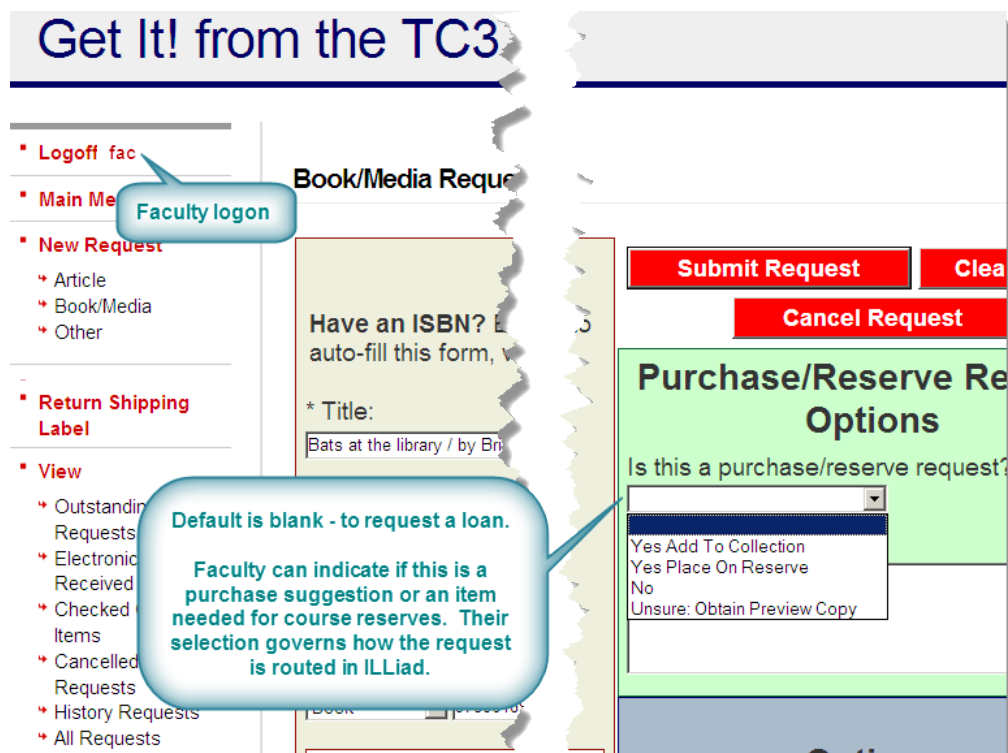 Get It! from the TC3
Logoff fac
Main Me
Faculty logon
New Request
Article
Book/Media
Other
Return Shipping
Label
View
Outstandin
Requests
Electronic
Received
Checked
Items
Cancelled
Requests
History Requests
All Requests
Book/Media Reque
Have an ISBN?
auto-fill this form,
* Title:
Bats at the library / by Bri
Default is blank - to request a loan.
Faculty can indicate if this is a
purchase suggestion or an item
needed for course reserves. Their
selection governs how the request
is routed in ILLiad.
Submit Request
Clea
Cancel Request
Purchase/Reserve Re
Options
Is this a purchase/reserve request?
Yes Add To Collection
Yes Place On Reserve
No
Unsure: Obtain Preview Copy